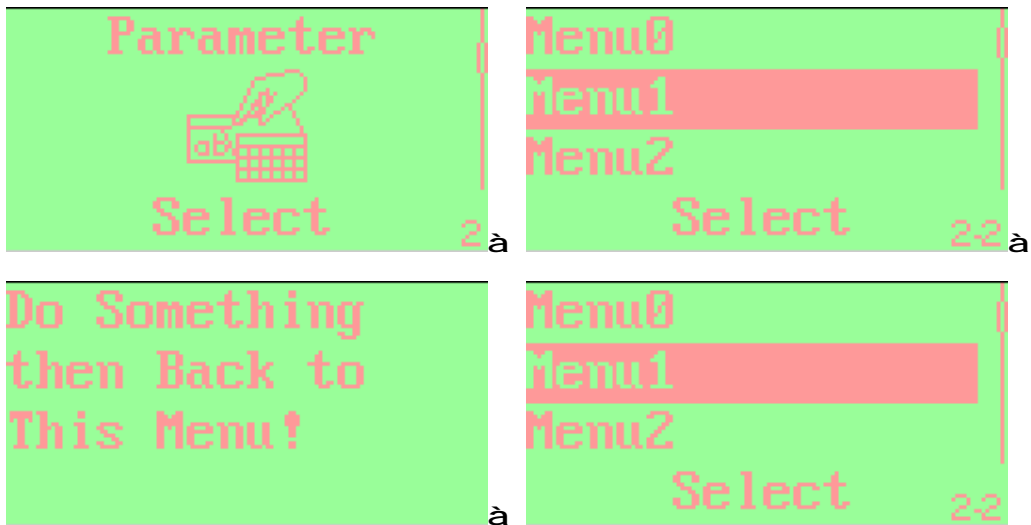 Parameter
ab
Select
2
à
Menu0
Menu1
Menu2
Select
2-2
à
Do Something
then Back to
This Menu!
à
Menu0
Menu1
Menu2
Select
2-2